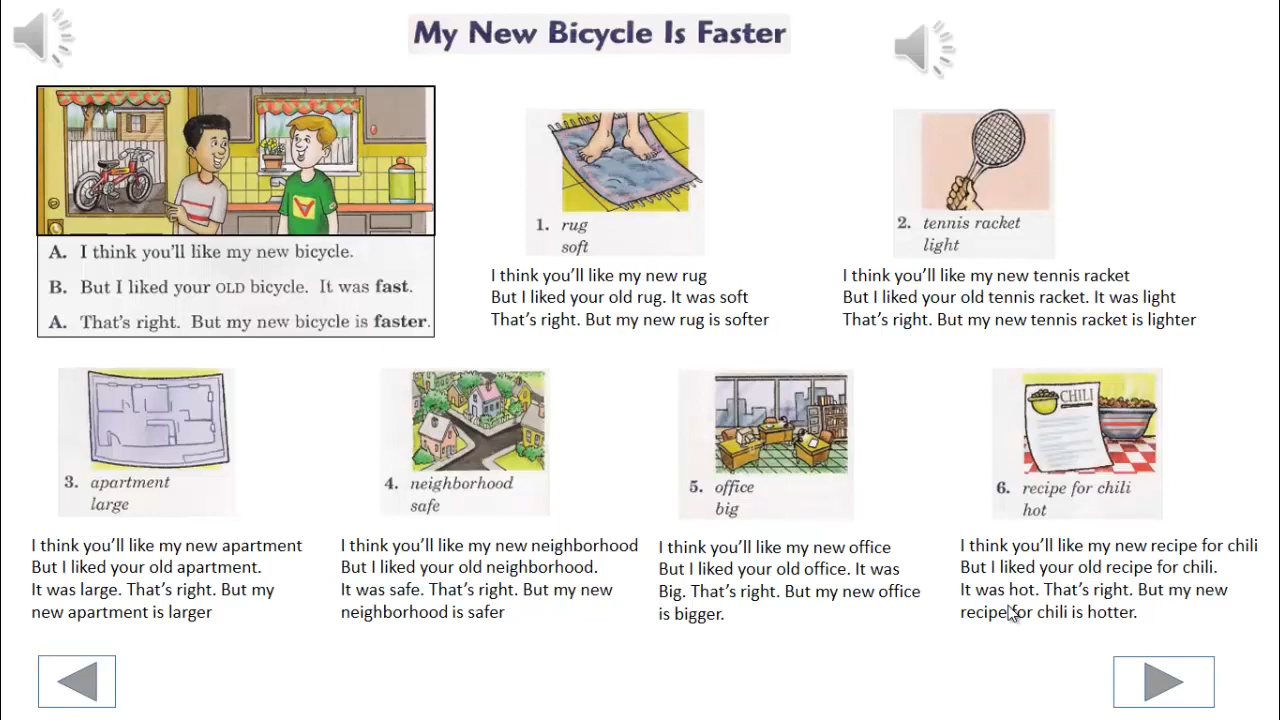 My New Bicycle Is Faster
A. I think you'll like my new bicycle.
B. But I liked your OLD bicycle. It was fast.
A. That's right. But my new bicycle is faster.
1. rug
soft
I think you'll like my new rug
But I liked your old rug. It was soft
That's right. But my new rug is softer
2. tennis racket
light
I think you'll like my new tennis racket
But I liked your old tennis racket. It was light
That's right. But my new tennis racket is lighter
3. apartment
large
I think you'll like my new apartment
But I liked your old apartment.
It was large. That's right. But my
new apartment is larger
4. neighborhood
safe
I think you'll like my new neighborhood
But I liked your old neighborhood.
It was safe. That's right. But my new
neighborhood is safer
5. office
big
I think you'll like my new office
But I liked your old office. It was
Big. That's right. But my new office
is bigger.
CHILI
6. recipe for chili
hot
I think you'll like my new recipe for chili
But I liked your old recipe for chili.
It was hot. That's right. But my new
recipe for chili is hotter.